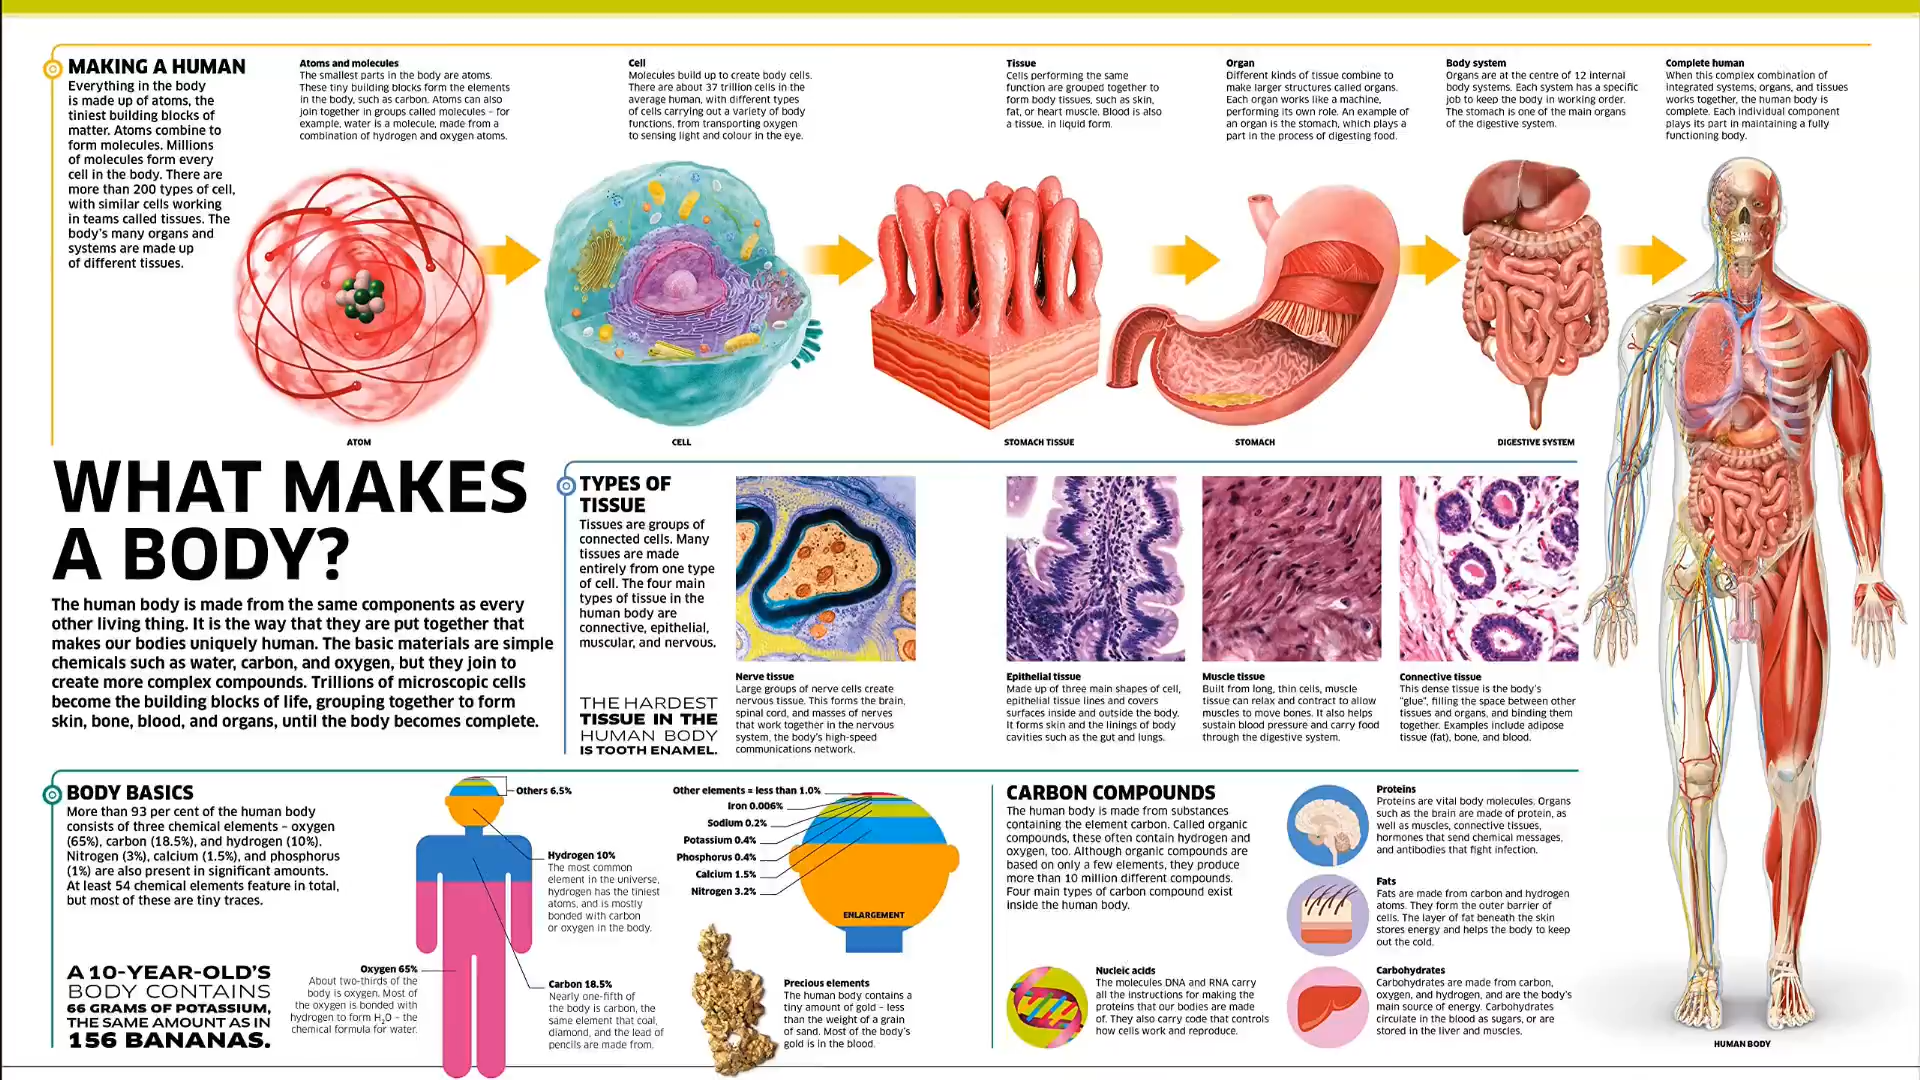 MAKING A HUMAN
Everything in the body
is made up of atoms, the
tiniest building blocks of
matter. Atoms combine to
form molecules. Millions
of molecules form every
cell in the body. There are
more than 200 types of cell,
with similar cells working
in teams called tissues. The
body's many organs and
systems are made up
of different tissues.
Atoms and molecules
The smallest parts in the body are atoms.
These tiny building blocks form the elements
in the body, such as carbon. Atoms can also
join together in groups called molecules – for
example, water is a molecule, made from a
combination of hydrogen and oxygen atoms.
Cell
Molecules build up to create body cells.
There are about 37 trillion cells in the
average human, with different types
of cells carrying out a variety of body
functions, from transporting oxygen
to sensing light and colour in the eye.
Tissue
Cells performing the same
function are grouped together to
form body tissues, such as skin,
fat, or heart muscle. Blood is also
a tissue, in liquid form.
Organ
Different kinds of tissue combine to
make larger structures called organs.
Each organ works like a machine,
performing its own role. An example of
an organ is the stomach, which plays a
part in the process of digesting food.
Body system
Organs are at the centre of 12 internal
body systems. Each system has a specific
job to keep the body in working order.
The stomach is one of the main organs
of the digestive system.
Complete human
When this complex combination of
integrated systems, organs, and tissues
works together, the human body is
complete. Each individual component
plays its part in maintaining a fully
functioning body.
ATOM
CELL
STOMACH TISSUE
STOMACH
DIGESTIVE SYSTEM
WHAT MAKES
A BODY?
The human body is made from the same components as every
other living thing. It is the way that they are put together that
makes our bodies uniquely human. The basic materials are simple
chemicals such as water, carbon, and oxygen, but they join to
create more complex compounds. Trillions of microscopic cells
become the building blocks of life, grouping together to form
skin, bone, blood, and organs, until the body becomes complete.
TYPES OF
TISSUE
Tissues are groups of
connected cells. Many
tissues are made
entirely from one type
of cell. The four main
types of tissue in the
human body are
connective, epithelial,
muscular, and nervous.
THE HARDEST
TISSUE IN THE
HUMAN BODY
IS TOOTH ENAMEL.
Nerve tissue
Large groups of nerve cells create
nervous tissue. This forms the brain,
spinal cord, and masses of nerves
that work together in the nervous
system, the body's high-speed
communications network.
Epithelial tissue
Made up of three main shapes of cell,
epithelial tissue lines and covers
surfaces inside and outside the body.
It forms skin and the linings of body
cavities such as the gut and lungs.
Muscle tissue
Built from long, thin cells, muscle
tissue can relax and contract to allow
muscles to move bones. It also helps
sustain blood pressure and carry food
through the digestive system.
Connective tissue
This dense tissue is the body's
"glue", filling the space between other
tissues and organs, and binding them
together. Examples include adipose
tissue (fat), bone, and blood.
BODY BASICS
More than 93 per cent of the human body
consists of three chemical elements – oxygen
(65%), carbon (18.5%), and hydrogen (10%).
Nitrogen (3%), calcium (1.5%), and phosphorus
(1%) are also present in significant amounts.
At least 54 chemical elements feature in total,
but most of these are tiny traces.
A 10-YEAR-OLD'S
BODY CONTAINS
66 GRAMS OF POTASSIUM,
THE SAME AMOUNT AS IN
156 BANANAS.
Others 6.5%
Hydrogen 10%
The most common
element in the universe,
hydrogen has the tiniest
atoms, and is mostly
bonded with carbon
or oxygen in the body.
Oxygen 65%
About two-thirds of the
body is oxygen. Most of
the oxygen is bonded with
hydrogen to form H₂O – the
chemical formula for water.
Carbon 18.5%
Nearly one-fifth of
the body is carbon, the
same element that coal,
diamond, and the lead of
pencils are made from.
Other elements = less than 1.0%
Iron 0.006%
Sodium 0.2%
Potassium 0.4%
Phosphorus 0.4%
Calcium 1.5%
Nitrogen 3.2%
ENLARGEMENT
Precious elements
The human body contains a
tiny amount of gold – less
than the weight of a grain
of sand. Most of the body's
gold is in the blood.
CARBON COMPOUNDS
The human body is made from substances
containing the element carbon. Called organic
compounds, these often contain hydrogen and
oxygen, too. Although organic compounds are
based on only a few elements, they produce
more than 10 million different compounds.
Four main types of carbon compound exist
inside the human body.
Nucleic acids
The molecules DNA and RNA carry
all the instructions for making the
proteins that our bodies are made
of. They also carry code that controls
how cells work and reproduce.
Proteins
Proteins are vital body molecules. Organs
such as the brain are made of protein, as
well as muscles, connective tissues,
hormones that send chemical messages,
and antibodies that fight infection.
Fats
Fats are made from carbon and hydrogen
atoms. They form the outer barrier of
cells. The layer of fat beneath the skin
stores energy and helps the body to keep
out the cold.
Carbohydrates
Carbohydrates are made from carbon,
oxygen, and hydrogen, and are the body's
main source of energy. Carbohydrates
circulate in the blood as sugars, or are
stored in the liver and muscles.
HUMAN BODY